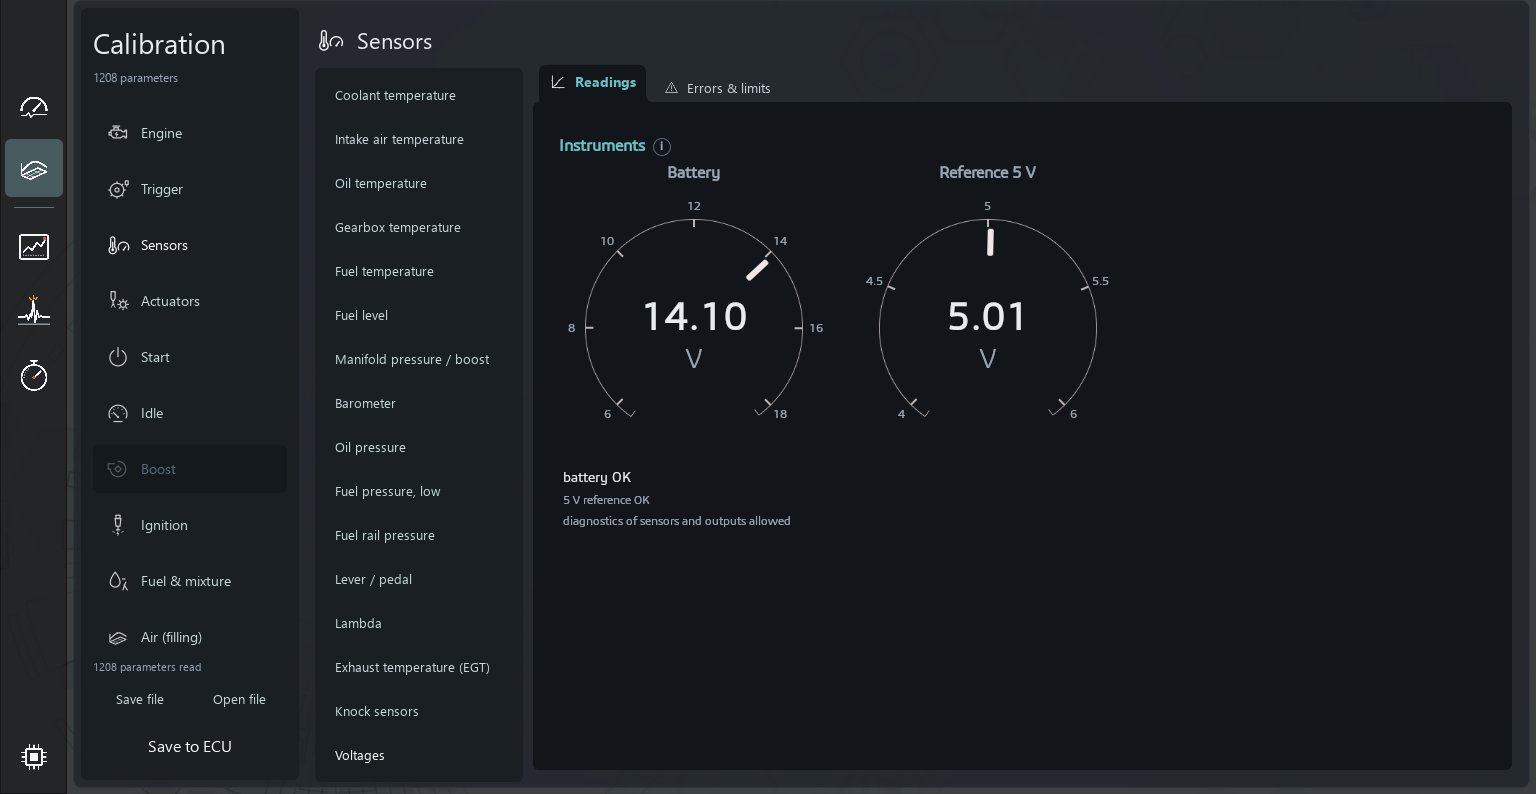 Calibration
1208 parameters
Engine
Trigger
Sensors
Actuators
Start
Idle
Boost
Ignition
Fuel & mixture
Air (filling)
1208 parameters read
Save file
Open file
Save to ECU
Sensors
Coolant temperature
Intake air temperature
Oil temperature
Gearbox temperature
Fuel temperature
Fuel level
Manifold pressure / boost
Barometer
Oil pressure
Fuel pressure, low
Fuel rail pressure
Lever / pedal
Lambda
Exhaust temperature (EGT)
Knock sensors
Voltages
Readings
Errors & limits
Instruments i
Battery
6
8
10
12
14
16
18
14.10
V
Reference 5 V
4
4.5
5
5.5
6
5.01
V
battery OK
5 V reference OK
diagnostics of sensors and outputs allowed